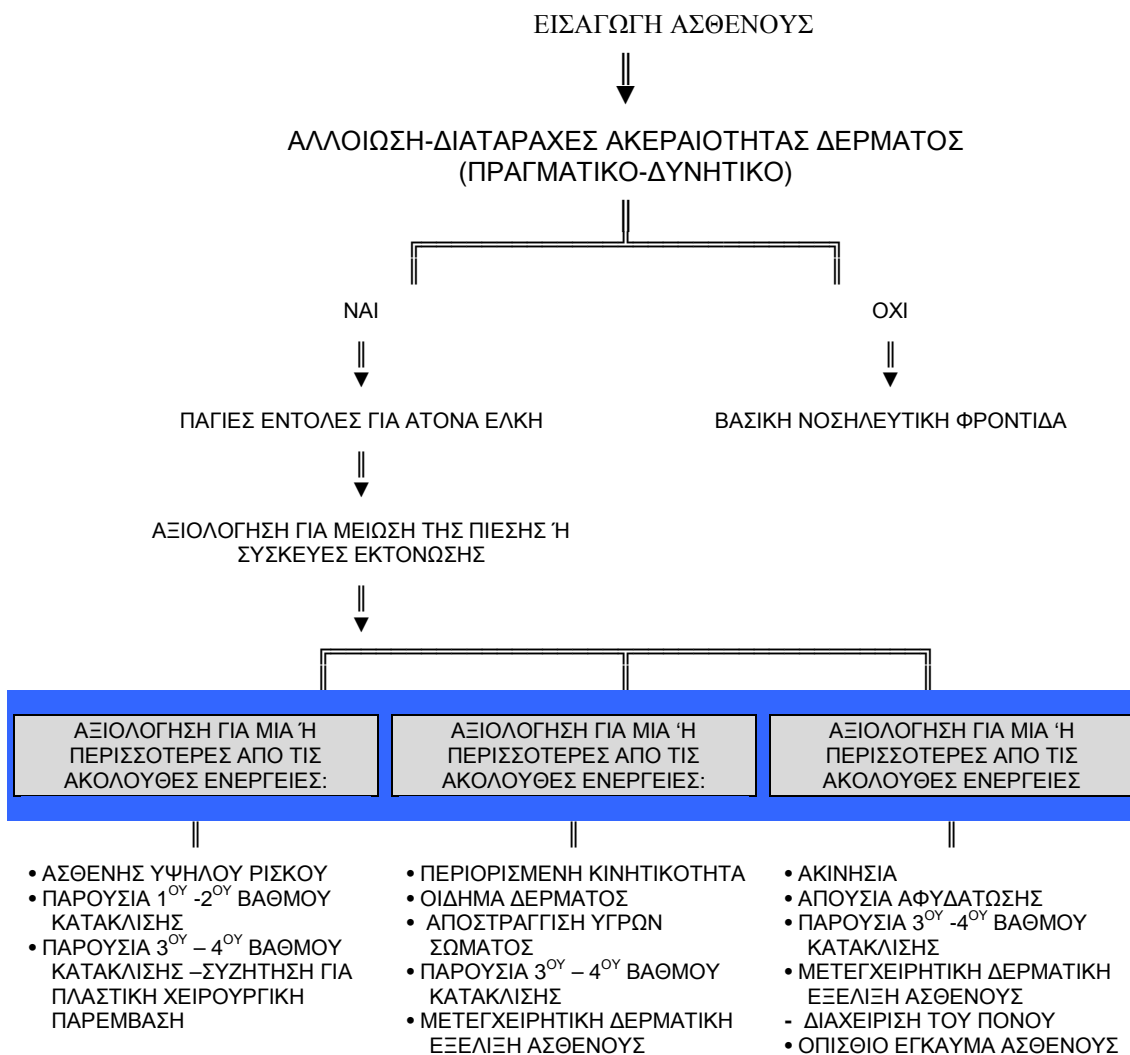 ΕΙΣΑΓΩΓΗ ΑΣΘΕΝΟΥΣ
ΑΛΛΟΙΩΣΗ-ΔΙΑΤΑΡΑΧΕΣ ΑΚΕΡΑΙΟΤΗΤΑΣ ΔΕΡΜΑΤΟΣ
(ΠΡΑΓΜΑΤΙΚΟ-ΔΥΝΗΤΙΚΟ)
ΝΑΙ
ΟΧΙ
ΠΑΓΙΕΣ ΕΝΤΟΛΕΣ ΓΙΑ ΑΤΟΝΑ ΕΛΚΗ
ΒΑΣΙΚΗ ΝΟΣΗΛΕΥΤΙΚΗ ΦΡΟΝΤΙΔΑ
ΑΞΙΟΛΟΓΗΣΗ ΓΙΑ ΜΕΙΩΣΗ ΤΗΣ ΠΙΕΣΗΣ Ή
ΣΥΣΚΕΥΕΣ ΕΚΤΟΝΩΣΗΣ
ΑΞΙΟΛΟΓΗΣΗ ΓΙΑ ΜΙΑ Ή
ΠΕΡΙΣΣΟΤΕΡΕΣ ΑΠΟ ΤΙΣ
ΑΚΟΛΟΥΘΕΣ ΕΝΕΡΓΕΙΕΣ:
ΑΞΙΟΛΟΓΗΣΗ ΓΙΑ ΜΙΑ ‘Η
ΠΕΡΙΣΣΟΤΕΡΕΣ ΑΠΟ ΤΙΣ
ΑΚΟΛΟΥΘΕΣ ΕΝΕΡΓΕΙΕΣ:
ΑΞΙΟΛΟΓΗΣΗ ΓΙΑ ΜΙΑ ‘Η
ΠΕΡΙΣΣΟΤΕΡΕΣ ΑΠΟ ΤΙΣ
ΑΚΟΛΟΥΘΕΣ ΕΝΕΡΓΕΙΕΣ
• ΑΣΘΕΝΗΣ ΥΨΗΛΟΥ ΡΙΣΚΟΥ
• ΠΑΡΟΥΣΙΑ 1ΟΥ -2ΟΥ ΒΑΘΜΟΥ
ΚΑΤΑΚΛΙΣΗΣ
• ΠΑΡΟΥΣΙΑ 3ΟΥ – 4ΟΥ ΒΑΘΜΟΥ
ΚΑΤΑΚΛΙΣΗΣ –ΣΥΖΗΤΗΣΗ ΓΙΑ
ΠΛΑΣΤΙΚΗ ΧΕΙΡΟΥΡΓΙΚΗ
ΠΑΡΕΜΒΑΣΗ
• ΠΕΡΙΟΡΙΣΜΕΝΗ ΚΙΝΗΤΙΚΟΤΗΤΑ
• ΟΙΔΗΜΑ ΔΕΡΜΑΤΟΣ
• ΑΠΟΣΤΡΑΓΓΙΣΗ ΥΓΡΩΝ
ΣΩΜΑΤΟΣ
• ΠΑΡΟΥΣΙΑ 3ΟΥ – 4ΟΥ ΒΑΘΜΟΥ
ΚΑΤΑΚΛΙΣΗΣ
• ΜΕΤΕΓΧΕΙΡΗΤΙΚΗ ΔΕΡΜΑΤΙΚΗ
ΕΞΕΛΙΞΗ ΑΣΘΕΝΟΥΣ
• ΑΚΙΝΗΣΙΑ
• ΑΠΟΥΣΙΑ ΑΦΥΔΑΤΩΣΗΣ
• ΠΑΡΟΥΣΙΑ 3ΟΥ -4ΟΥ ΒΑΘΜΟΥ
ΚΑΤΑΚΛΙΣΗΣ
• ΜΕΤΕΓΧΕΙΡΗΤΙΚΗ ΔΕΡΜΑΤΙΚΗ
ΕΞΕΛΙΞΗ ΑΣΘΕΝΟΥΣ
- ΔΙΑΧΕΙΡΙΣΗ ΤΟΥ ΠΟΝΟΥ
• ΟΠΙΣΘΙΟ ΕΓΚΑΥΜΑ ΑΣΘΕΝΟΥΣ